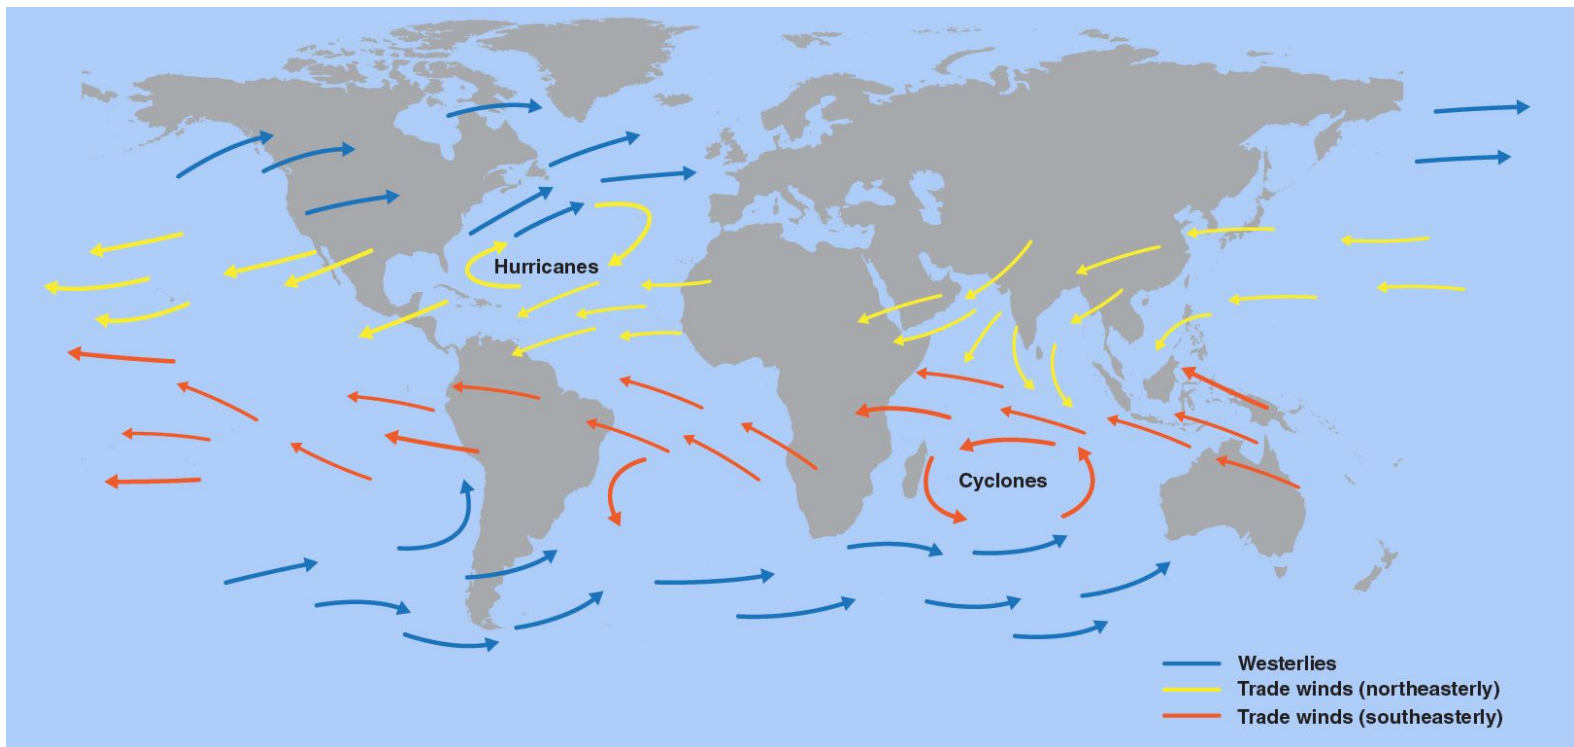 Hurricanes
Cyclones
Westerlies
Trade winds (northeasterly)
Trade winds (southeasterly)